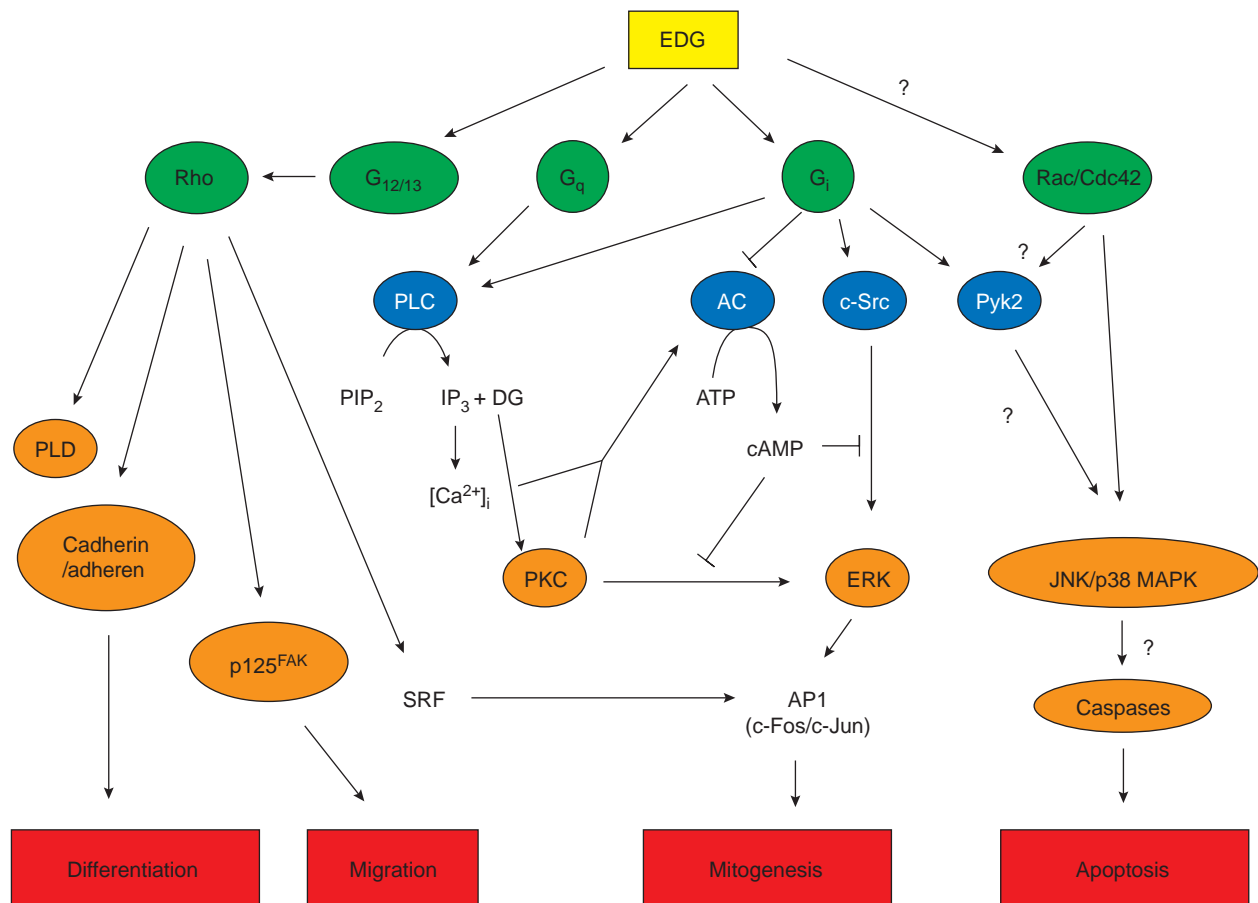 EDG
?
Rho
G12/13
Gq
Gi
Rac/Cdc42
?
PLC
AC
c-Src
Pyk2
PIP2
IP3 + DG
ATP
?
PLD
cAMP
[Ca2+]i
Cadherin
/adheren
PKC
ERK
JNK/p38 MAPK
p125FAK
?
SRF
AP1
(c-Fos/c-Jun)
Caspases
Differentiation
Migration
Mitogenesis
Apoptosis